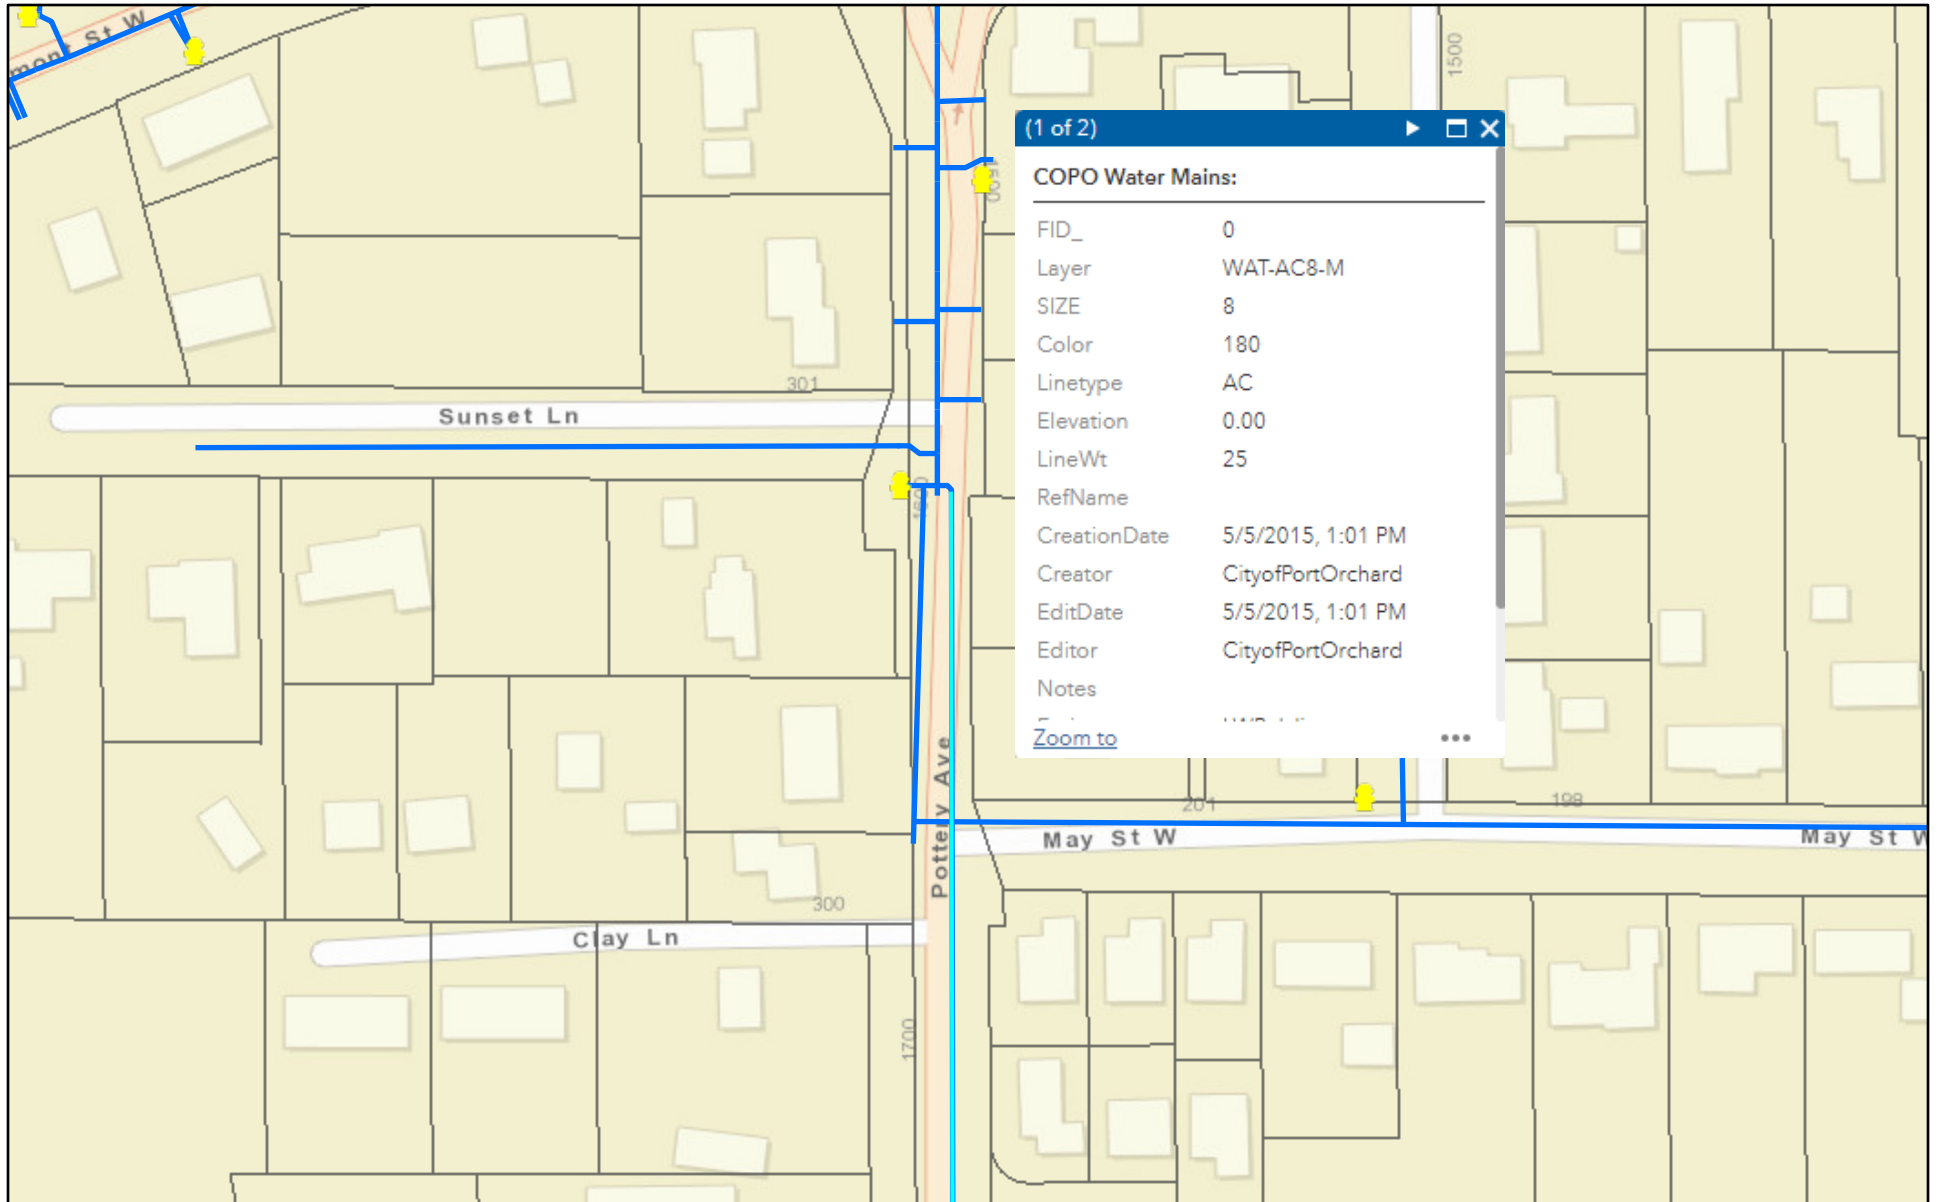 mont St W
1500
(1 of 2)
COPO Water Mains:
FID_ 0
Layer WAT-AC8-M
SIZE 8
Color 180
Linetype AC
Elevation 0.00
LineWt 25
RefName
CreationDate 5/5/2015, 1:01 PM
Creator CityofPortOrchard
EditDate 5/5/2015, 1:01 PM
Editor CityofPortOrchard
Notes
Zoom to
301
Sunset Ln
1600
Pottery Ave
201
198
May St W
May St W
300
Clay Ln
1700